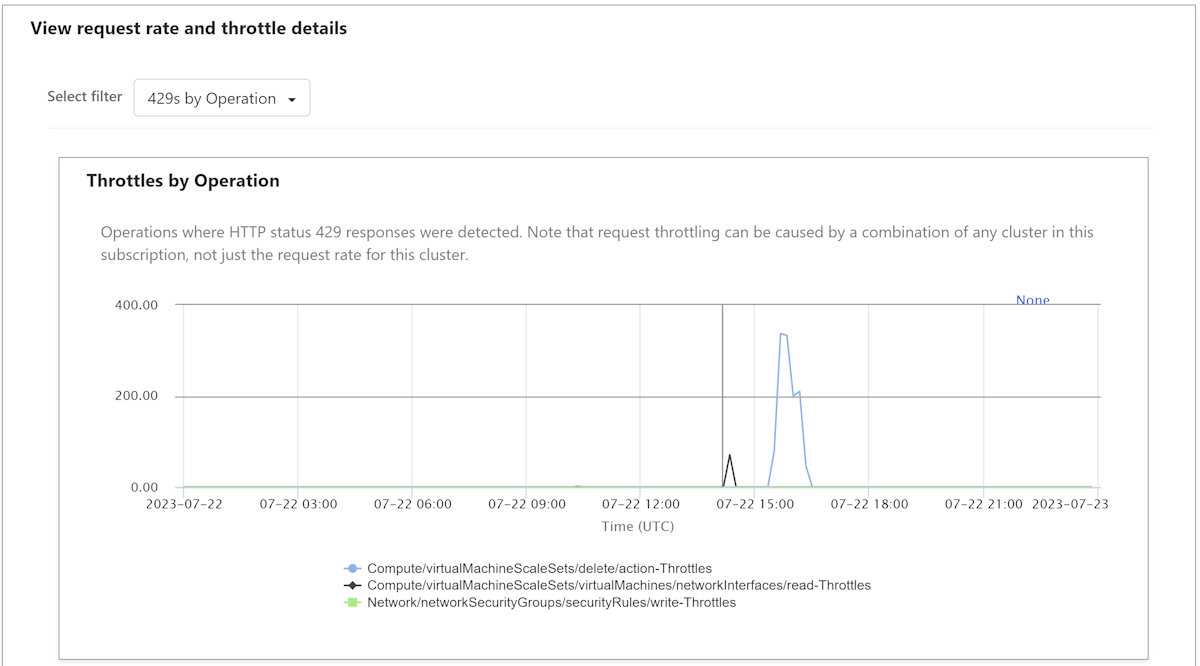 View request rate and throttle details
Select filter
429s by Operation
Throttles by Operation
Operations where HTTP status 429 responses were detected. Note that request throttling can be caused by a combination of any cluster in this
subscription, not just the request rate for this cluster.
None
400.00
200.00
0.00
2023-07-22 07-22 03:00 07-22 06:00 07-22 09:00 07-22 12:00 07-22 15:00 07-22 18:00 07-22 21:00 2023-07-23
Time (UTC)
Compute/virtualMachineScaleSets/delete/action-Throttles
Compute/virtualMachineScaleSets/virtualMachines/networkInterfaces/read-Throttles
Network/networkSecurityGroups/securityRules/write-Throttles